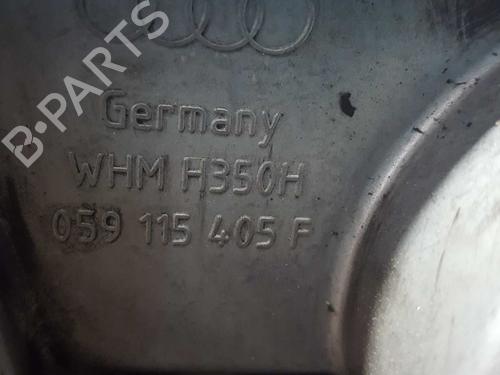 B-PARTS
Germany
WHM H350H
059 115 405 F